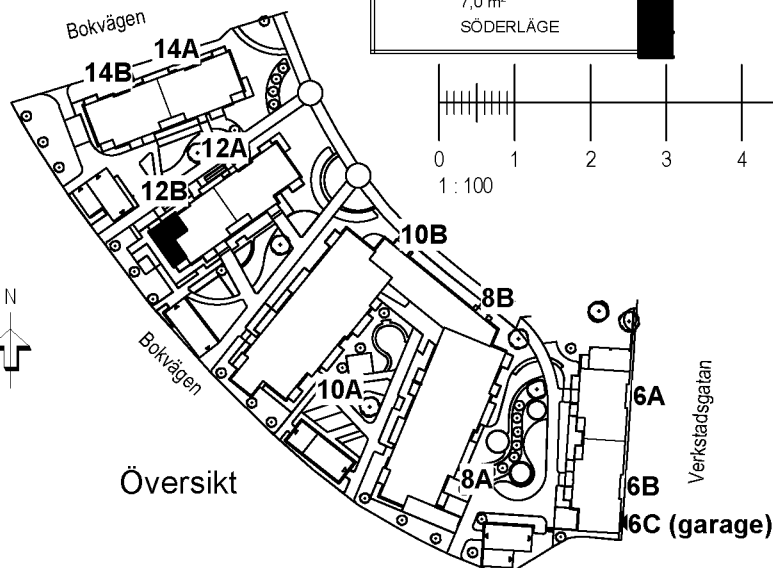 7,0 m²
SÖDERLÄGE
Bokvägen
14A
14B
12A
12B
0 1 2 3 4
1 : 100
10B
8B
N
Bokvägen
10A
6A
Verkstadsgatan
Översikt
8A
6B
6C (garage)